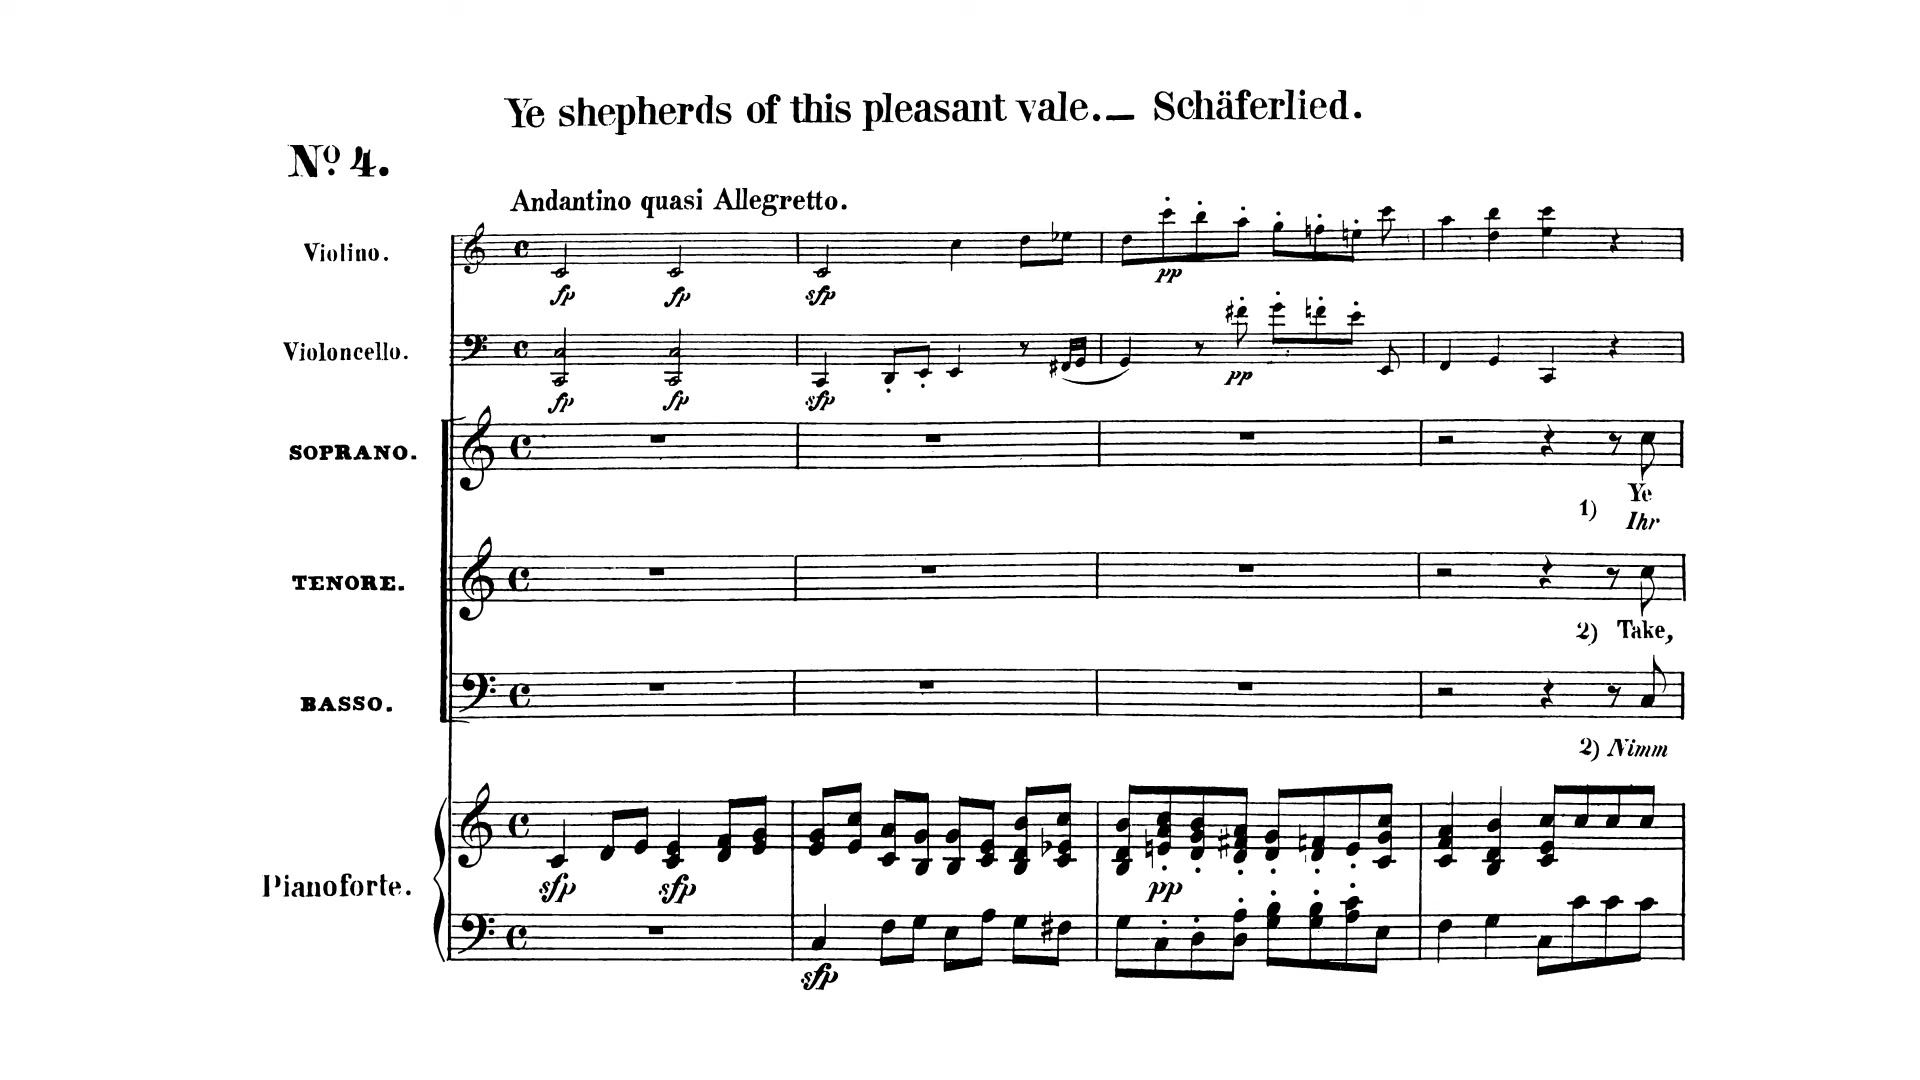 Ye shepherds of this pleasant vale.— Schäferlied.
Nº 4.
Andantino quasi Allegretto.
Violino.
fp fp sfp pp
Violoncello.
fp fp sfp pp
SOPRANO.
1) Ye
Ihr
TENORE.
2) Take,
BASSO.
2) Nimm
Pianoforte.
sfp sfp pp
sfp